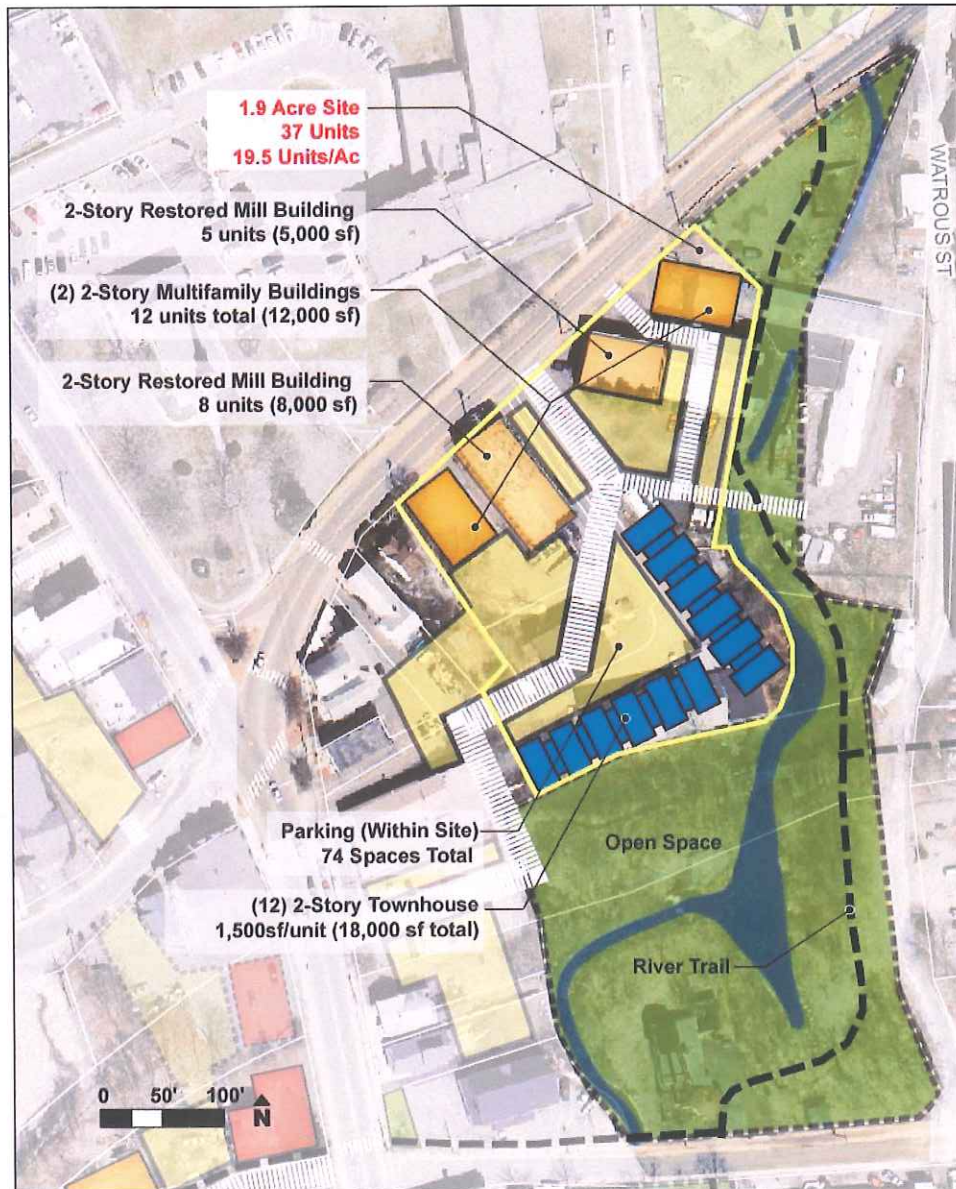 1.9 Acre Site
37 Units
19.5 Units/Ac
WATROUS ST
2-Story Restored Mill Building
5 units (5,000 sf)
(2) 2-Story Multifamily Buildings
12 units total (12,000 sf)
2-Story Restored Mill Building
8 units (8,000 sf)
Parking (Within Site)
74 Spaces Total
Open Space
(12) 2-Story Townhouse
1,500sf/unit (18,000 sf total)
River Trail
0 50' 100'
N